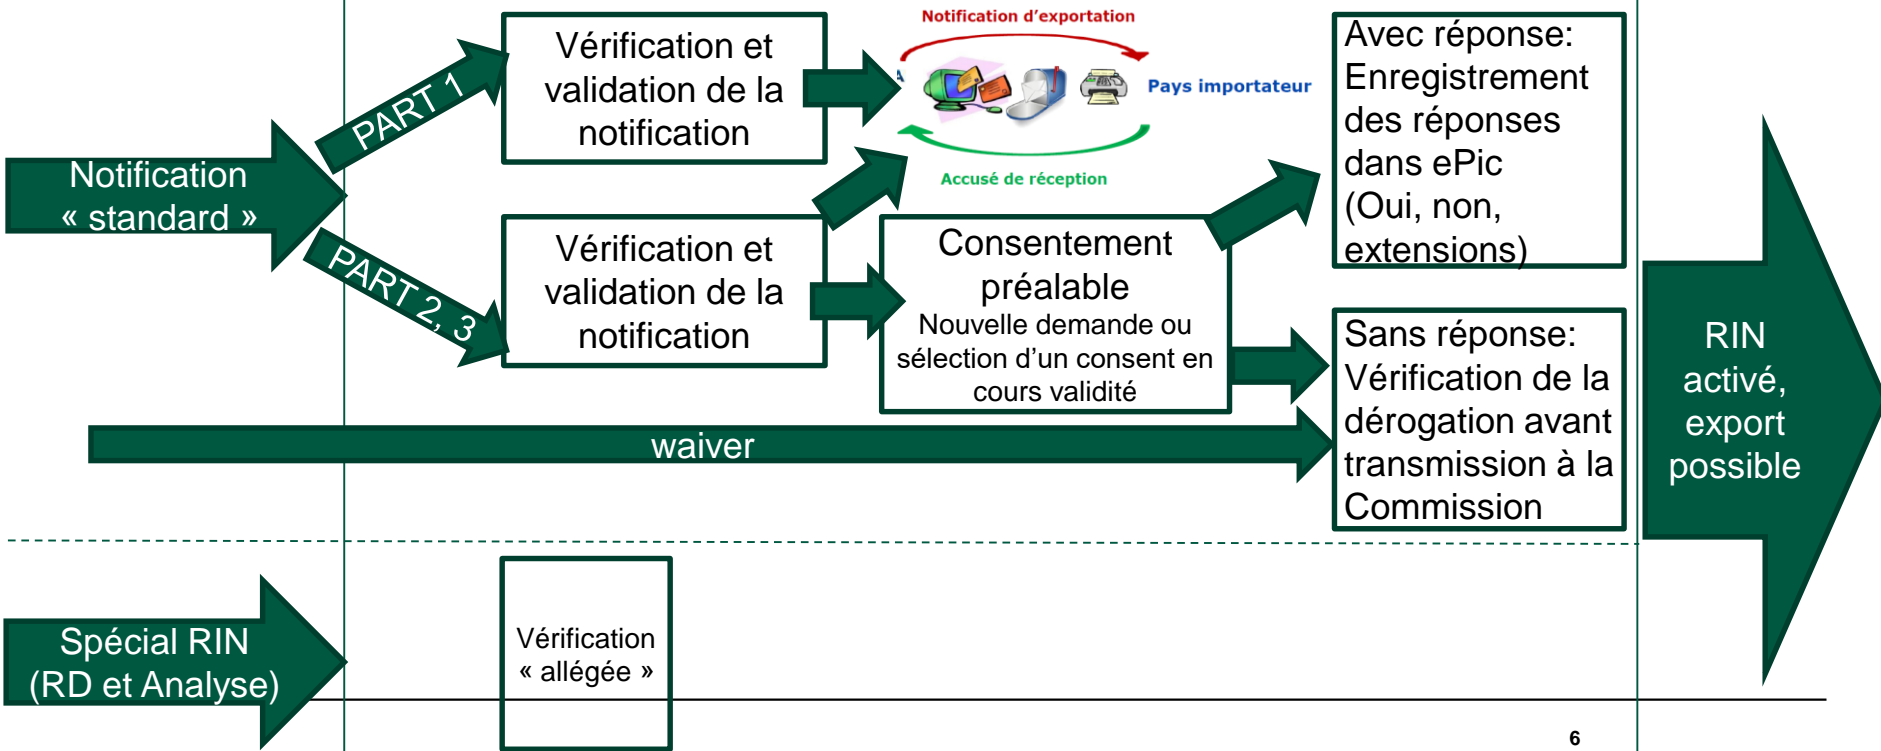 Notification
« standard »
PART 1
PART 2, 3
Vérification et
validation de la
notification
Notification d'exportation
A
Pays importateur
Accusé de réception
Vérification et
validation de la
notification
Consentement
préalable
Nouvelle demande ou
sélection d'un consent en
cours validité
Avec réponse:
Enregistrement
des réponses
dans ePic
(Oui, non,
extensions)
Sans réponse:
Vérification de la
dérogation avant
transmission à la
Commission
waiver
RIN
activé,
export
possible
Spécial RIN
(RD et Analyse)
Vérification
« allégée »
6